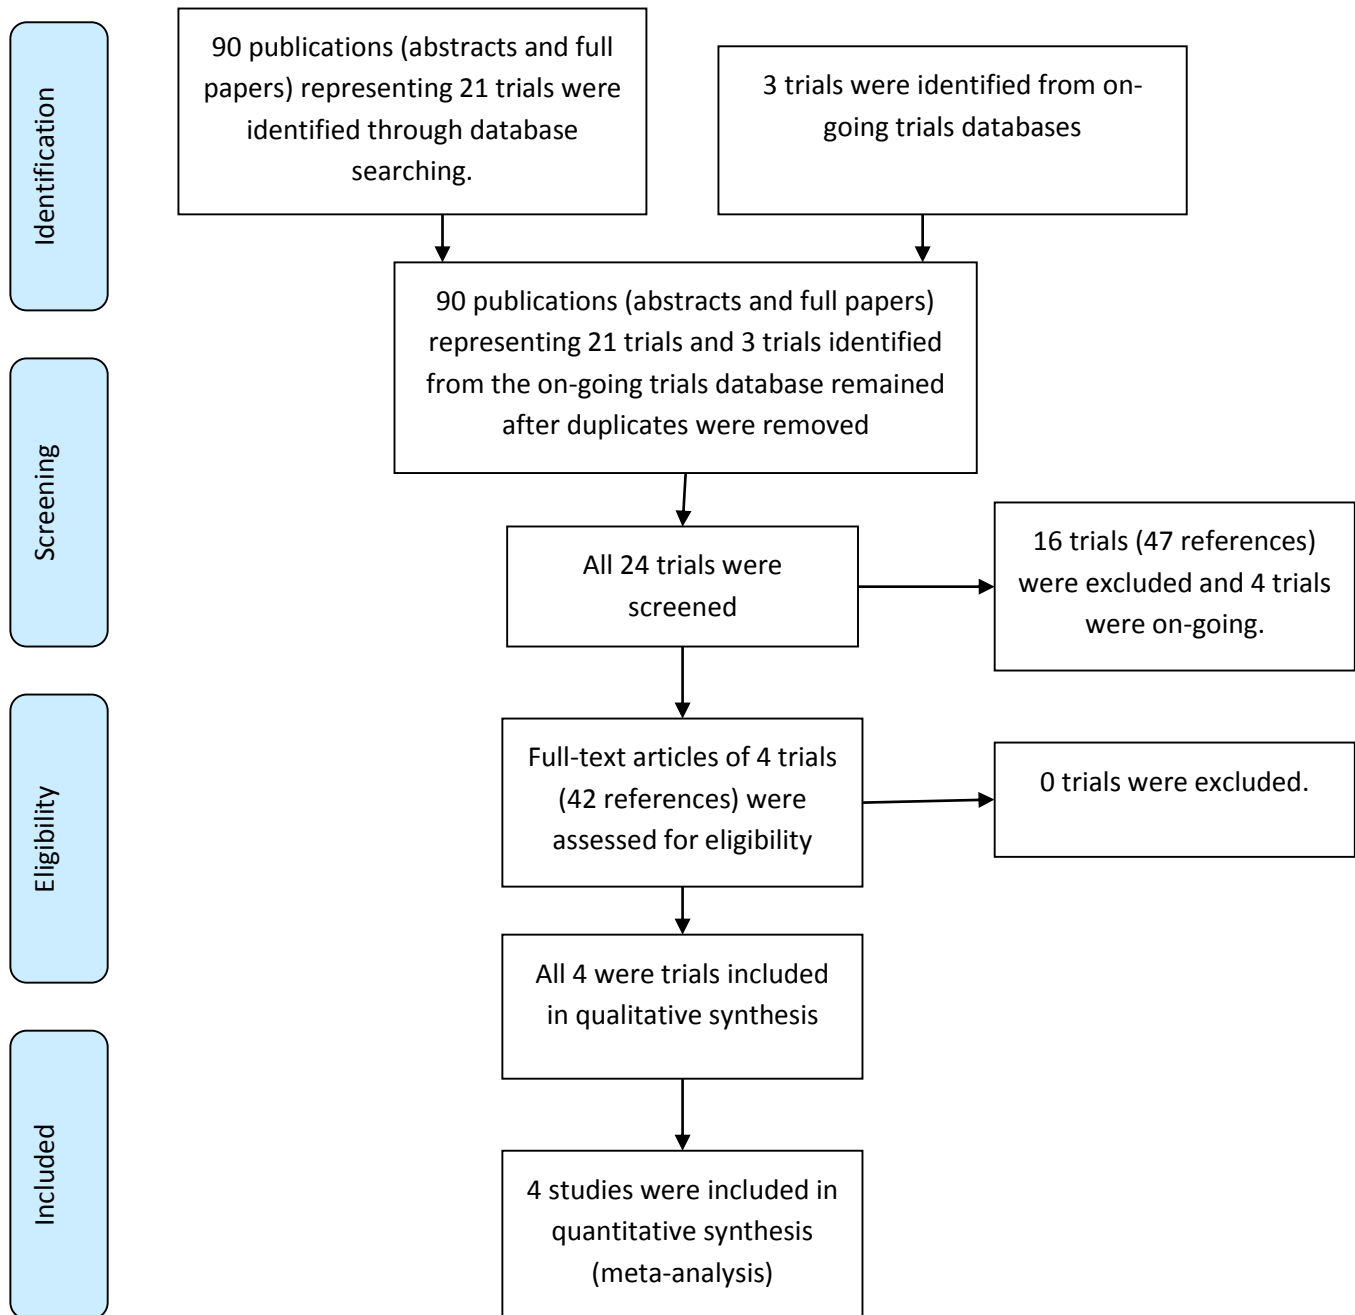 Identification
90 publications (abstracts and full
papers) representing 21 trials were
identified through database
searching.
3 trials were identified from on-
going trials databases
90 publications (abstracts and full papers)
representing 21 trials and 3 trials identified
from the on-going trials database remained
after duplicates were removed
Screening
All 24 trials were
screened
16 trials (47 references)
were excluded and 4 trials
were on-going.
Eligibility
Full-text articles of 4 trials
(42 references) were
assessed for eligibility
0 trials were excluded.
All 4 were trials included
in qualitative synthesis
Included
4 studies were included in
quantitative synthesis
(meta-analysis)